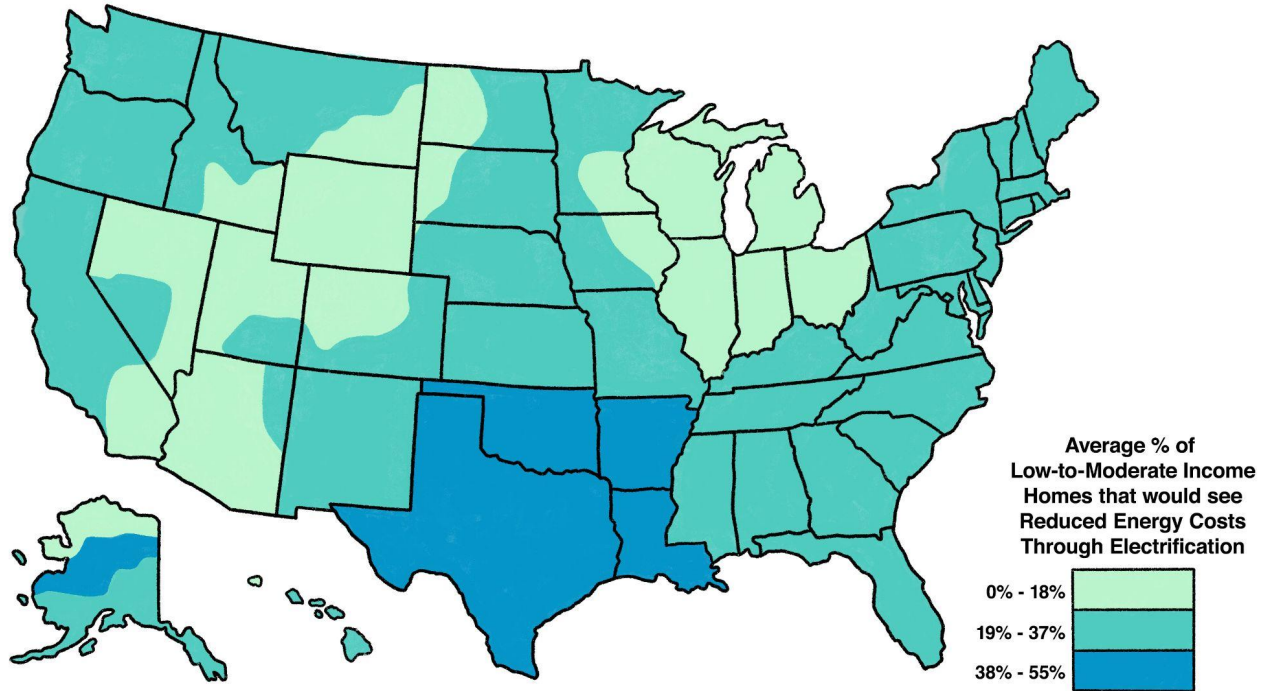 Average % of
Low-to-Moderate Income
Homes that would see
Reduced Energy Costs
Through Electrification
0% - 18%
19% - 37%
38% - 55%